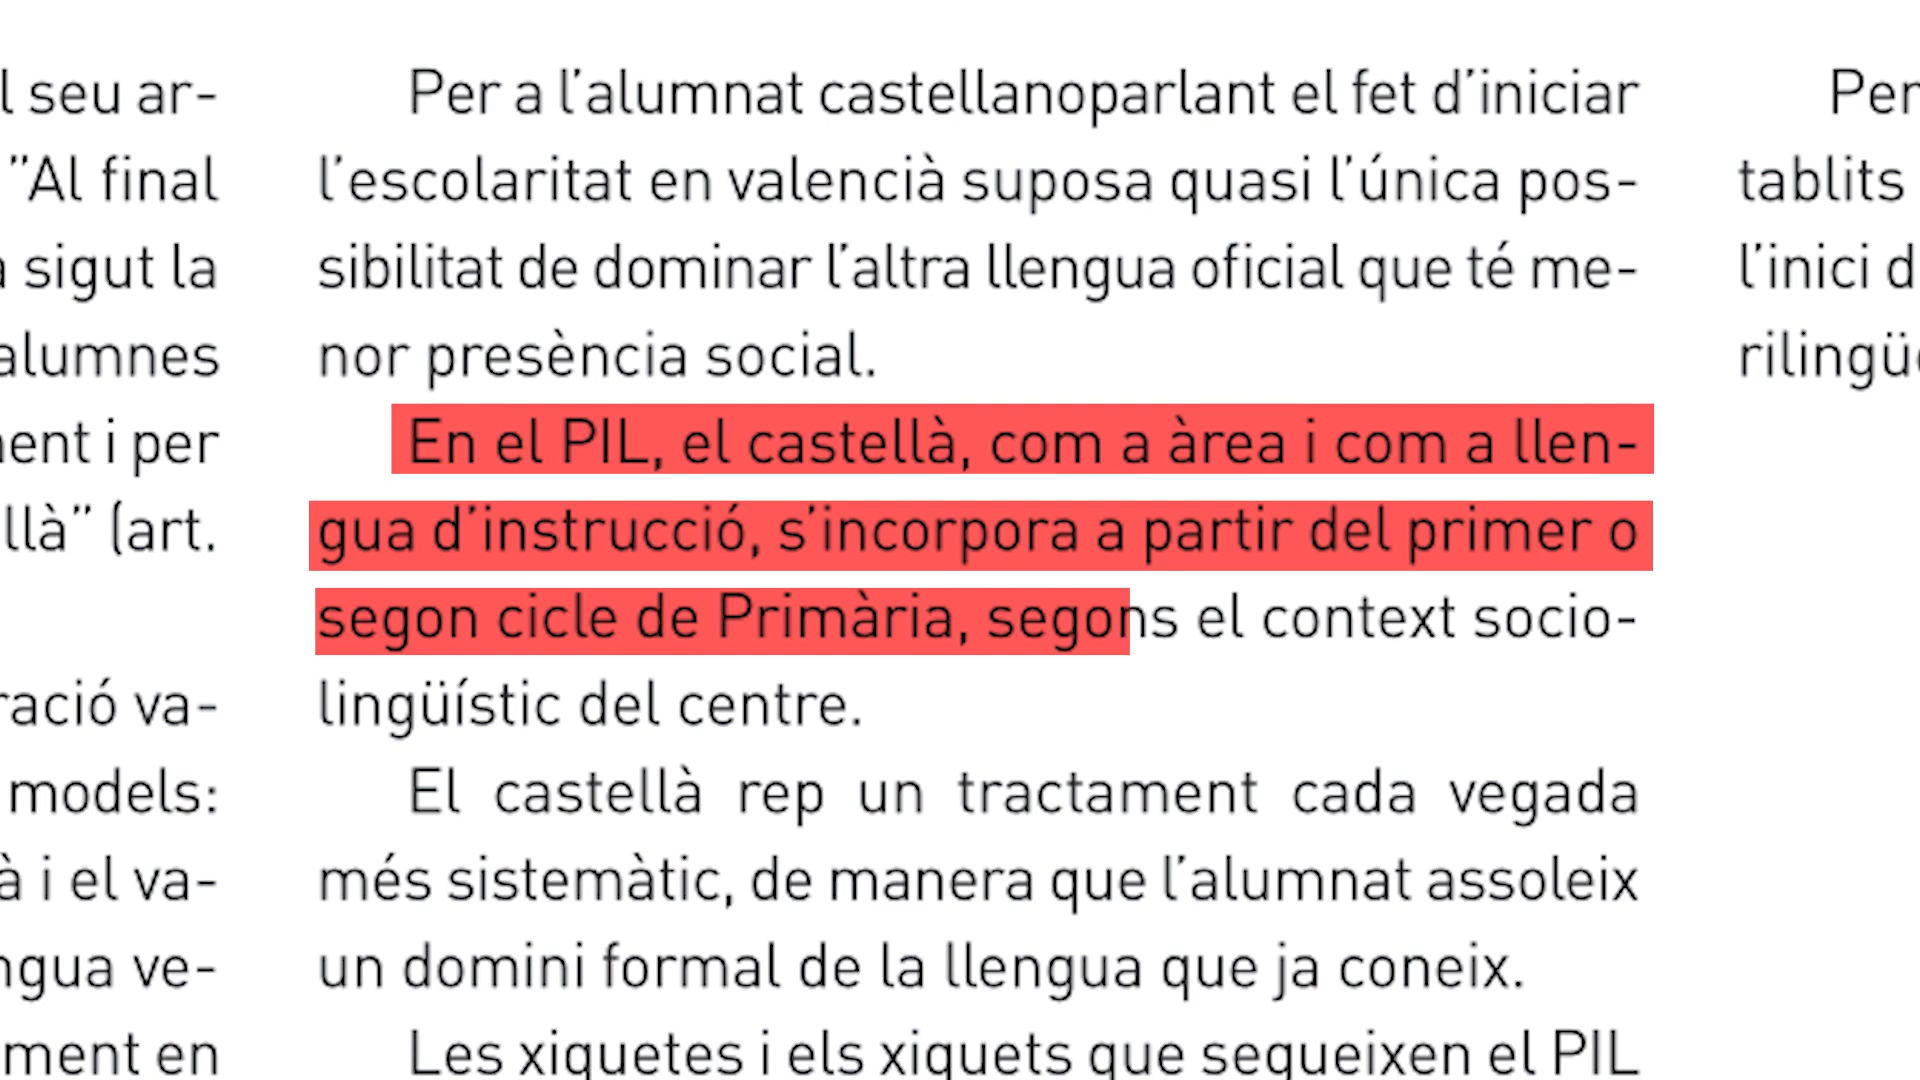 l seu ar-
”Al final
a sigut la
alumnes
ent i per
llà” (art.
ració va-
models:
à i el va-
ngua ve-
ment en
Per a l’alumnat castellanoparlant el fet d’iniciar
l’escolaritat en valencià suposa quasi l’única pos-
sibilitat de dominar l’altra llengua oficial que té me-
nor presència social.
En el PIL, el castellà, com a àrea i com a llen-
gua d’instrucció, s’incorpora a partir del primer o
segon cicle de Primària, segons el context socio-
lingüístic del centre.
El castellà rep un tractament cada vegada
més sistemàtic, de manera que l’alumnat assoleix
un domini formal de la llengua que ja coneix.
Les xiquetes i els xiquets que segueixen el PIL
Per
tablits
l’inici d
rilingü